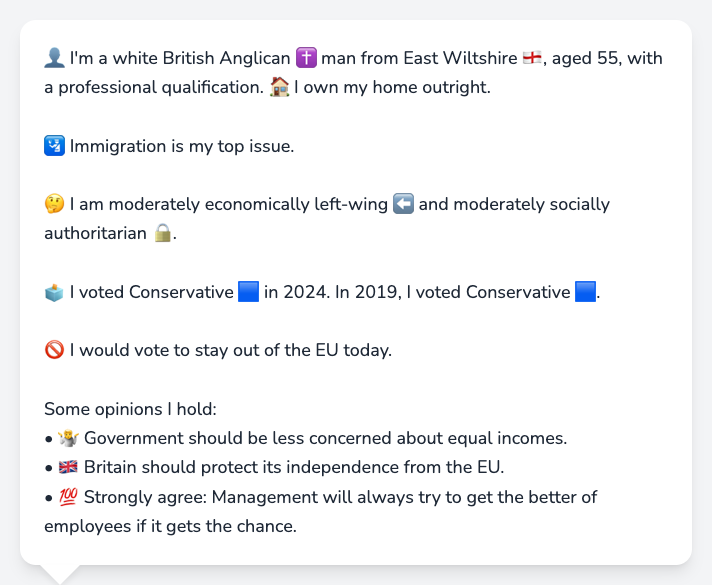 👤 I'm a white British Anglican ✝️ man from East Wiltshire 🏴󠁧󠁢󠁥󠁮󠁧󠁿, aged 55, with
a professional qualification. 🏠 I own my home outright.
🛂 Immigration is my top issue.
🤔 I am moderately economically left-wing ⬅️ and moderately socially
authoritarian 🔒.
🗳️ I voted Conservative 🟦 in 2024. In 2019, I voted Conservative 🟦.
🚫 I would vote to stay out of the EU today.
Some opinions I hold:
• 🤷 Government should be less concerned about equal incomes.
• 🇬🇧 Britain should protect its independence from the EU.
• 💯 Strongly agree: Management will always try to get the better of
employees if it gets the chance.